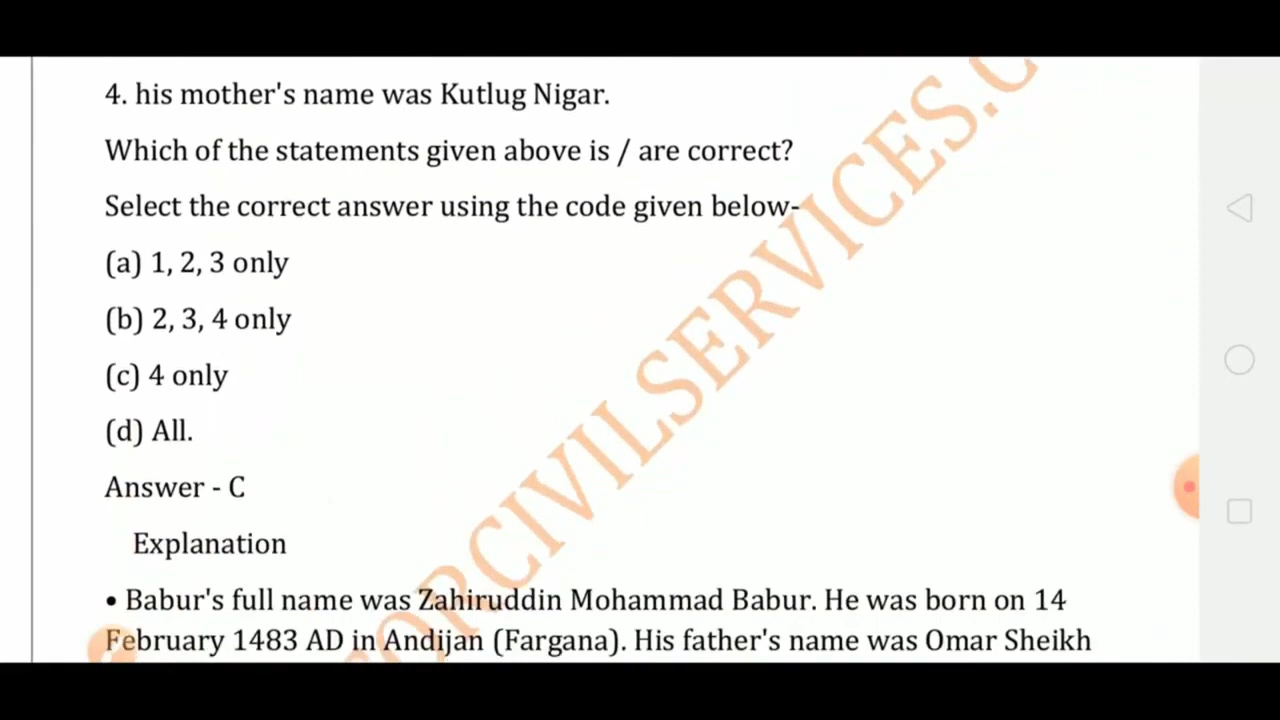 4. his mother's name was Kutlug Nigar.
Which of the statements given above is / are correct?
Select the correct answer using the code given below-
(a) 1, 2, 3 only
(b) 2, 3, 4 only
(c) 4 only
(d) All.
Answer - C
Explanation
• Babur's full name was Zahiruddin Mohammad Babur. He was born on 14
February 1483 AD in Andijan (Fargana). His father's name was Omar Sheikh
ORCIVILSERVICES.C